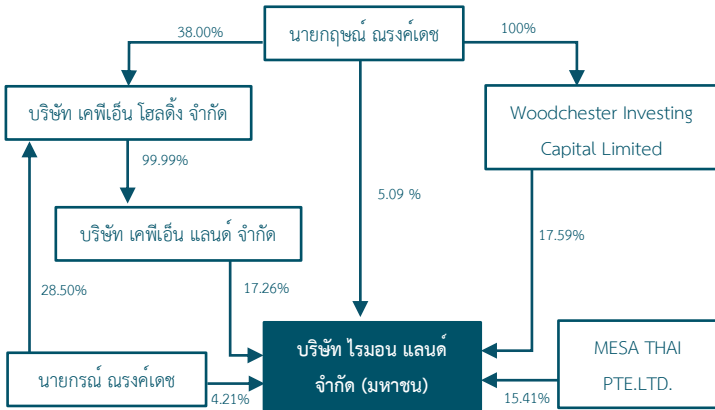 นายกฤษณ์ ณรงค์เดช
38.00%
100%
บริษัท เคพีเอ็น โฮลดิ้ง จำกัด
Woodchester Investing
Capital Limited
99.99%
5.09 %
บริษัท เคพีเอ็น แลนด์ จำกัด
17.59%
28.50%
17.26%
บริษัท ไรมอน แลนด์
จำกัด (มหาชน)
MESA THAI
PTE.LTD.
นายกรณ์ ณรงค์เดช
4.21%
15.41%